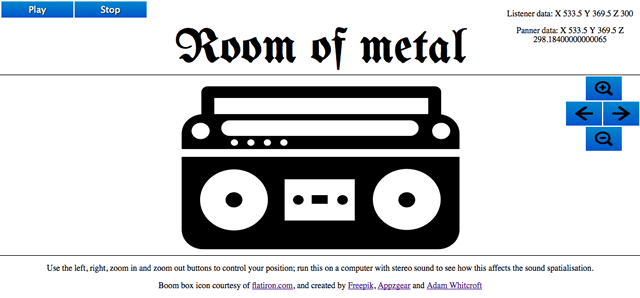 Play Stop
Listener data: X 533.5 Y 369.5 Z 300
Panner data: X 533.5 Y 369.5 Z
298.18400000000065
Room of metal
Use the left, right, zoom in and zoom out buttons to control your position; run this on a computer with stereo sound to see how this affects the sound spatialisation.
Boom box icon courtesy of flatiron.com, and created by Freepik, Appzgear and Adam Whitcroft